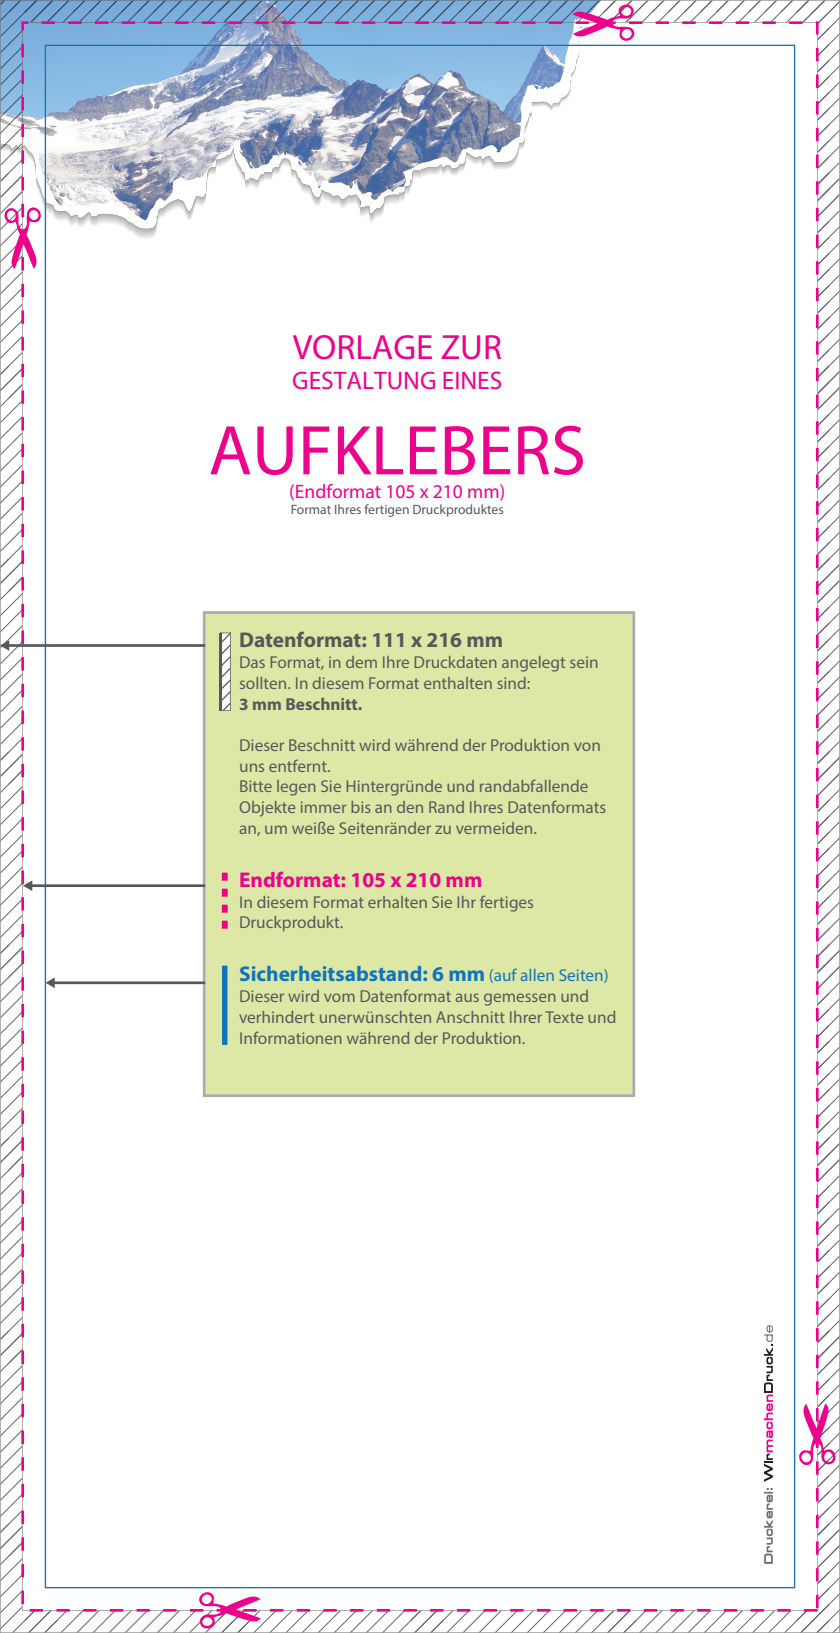 VORLAGE ZUR
GESTALTUNG EINES
AUFKLEBERS
(Endformat 105 x 210 mm)
Format Ihres fertigen Druckproduktes
Datenformat: 111 x 216 mm
Das Format, in dem Ihre Druckdaten angelegt sein
sollten. In diesem Format enthalten sind:
3 mm Beschnitt.
Dieser Beschnitt wird während der Produktion von
uns entfernt.
Bitte legen Sie Hintergründe und randabfallende
Objekte immer bis an den Rand Ihres Datenformats
an, um weiße Seitenränder zu vermeiden.
Endformat: 105 x 210 mm
In diesem Format erhalten Sie Ihr fertiges
Druckprodukt.
Sicherheitsabstand: 6 mm (auf allen Seiten)
Dieser wird vom Datenformat aus gemessen und
verhindert unerwünschten Anschnitt Ihrer Texte und
Informationen während der Produktion.
Druckerei: WirmachenDruck.de